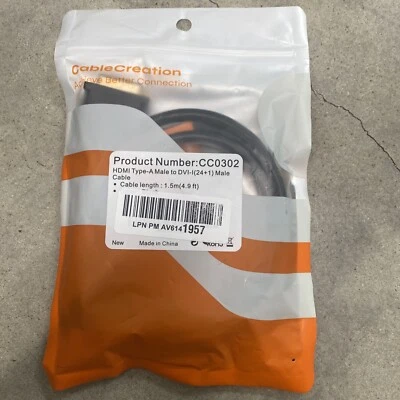 CableCreation
Better Connection
Product Number:CC0302
HDMI Type-A Male to DVI-I(24+1) Male
Cable
• Cable length : 1.5m(4.9 ft)
LPN PM AV6141957
New
Made in China